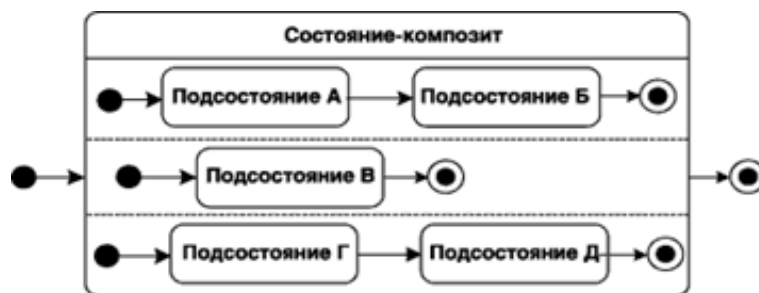 Состояние-композит
Подсостояние А
Подсостояние Б
Подсостояние В
Подсостояние Г
Подсостояние Д